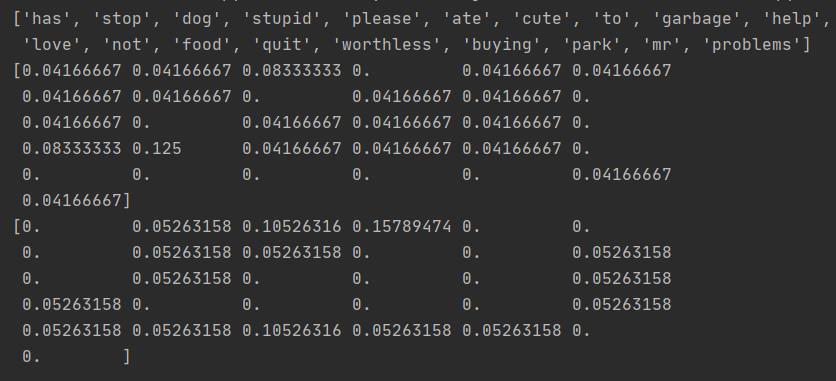 ['has', 'stop', 'dog', 'stupid', 'please', 'ate', 'cute', 'to', 'garbage', 'help',
'love', 'not', 'food', 'quit', 'worthless', 'buying', 'park', 'mr', 'problems']
[0.04166667 0.04166667 0.08333333 0.         0.04166667 0.04166667
 0.04166667 0.04166667 0.         0.04166667 0.04166667 0.
 0.04166667 0.         0.04166667 0.04166667 0.04166667 0.
 0.08333333 0.125      0.04166667 0.04166667 0.04166667 0.
 0.         0.         0.         0.         0.         0.04166667
 0.04166667]
[0.         0.05263158 0.10526316 0.15789474 0.         0.
 0.         0.05263158 0.05263158 0.         0.         0.05263158
 0.         0.05263158 0.         0.         0.         0.05263158
 0.05263158 0.         0.         0.         0.         0.05263158
 0.05263158 0.05263158 0.10526316 0.05263158 0.05263158 0.
 0.        ]